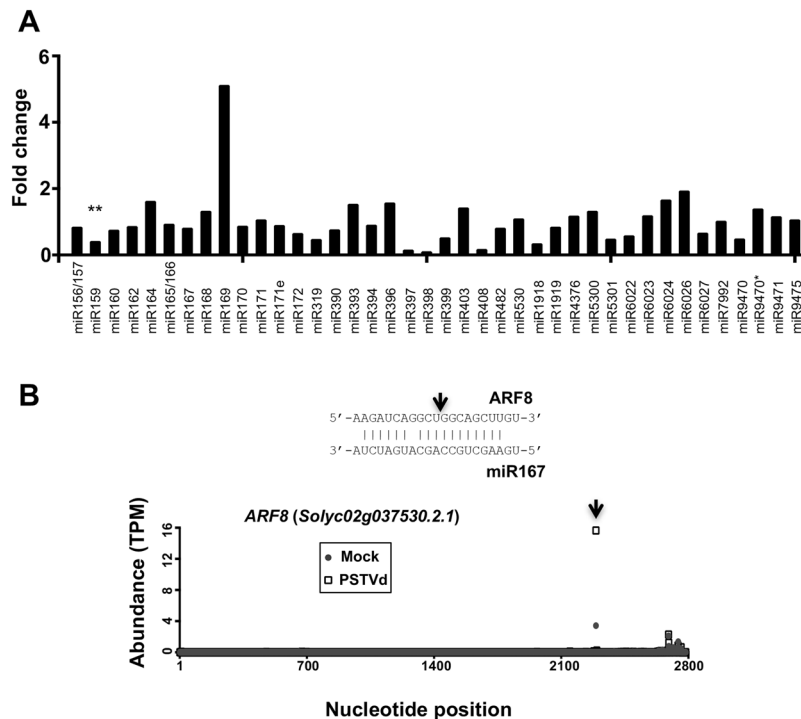 A
Fold change
6
4
2
0
**
miR156/157
miR159
miR160
miR162
miR164
miR165/166
miR167
miR168
miR169
miR170
miR171
miR171e
miR172
miR319
miR390
miR393
miR394
miR396
miR397
miR398
miR399
miR403
miR408
miR482
miR530
miR1918
miR1919
miR4376
miR5300
miR5301
miR6022
miR6023
miR6024
miR6026
miR6027
miR7992
miR9470
miR9470*
miR9471
miR9475
B
ARF8
5’-AAGAUCAGGCUGGCAGCUUGU-3’
|||||| |||||||||||
3’-AUCUAGUACGACCGUCGAAGU-5’
miR167
ARF8 (Solyc02g037530.2.1)
Mock
PSTVd
Abundance (TPM)
16
12
8
4
0
1 700 1400 2100 2800
Nucleotide position